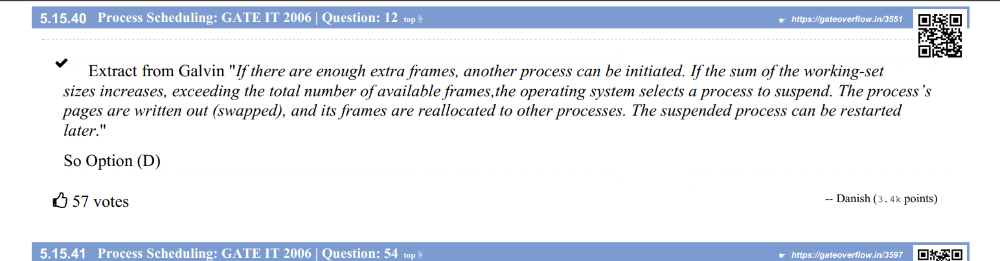 5.15.40 Process Scheduling: GATE IT 2006 | Question: 12 top☝ ☛ https://gateoverflow.in/3551
Extract from Galvin "If there are enough extra frames, another process can be initiated. If the sum of the working-set
sizes increases, exceeding the total number of available frames,the operating system selects a process to suspend. The process’s
pages are written out (swapped), and its frames are reallocated to other processes. The suspended process can be restarted
later."
So Option (D)
57 votes
-- Danish (3.4k points)
5.15.41 Process Scheduling: GATE IT 2006 | Question: 54 top☝ ☛ https://gateoverflow.in/3597